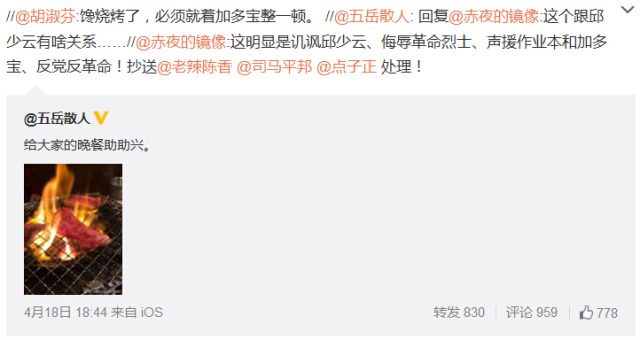 //@胡淑芬:馋烧烤了，必须就着加多宝整一顿。 //@五岳散人: 回复@赤夜的镜像:这个跟邱
少云有啥关系……//@赤夜的镜像:这明显是讥讽邱少云、侮辱革命烈士、声援作业本和加多
宝、反党反革命！抄送@老辣陈香 @司马平邦 @点子正 处理！
@五岳散人
给大家的晚餐助助兴。
4月18日 18:44 来自 iOS 转发 830 评论 959 778